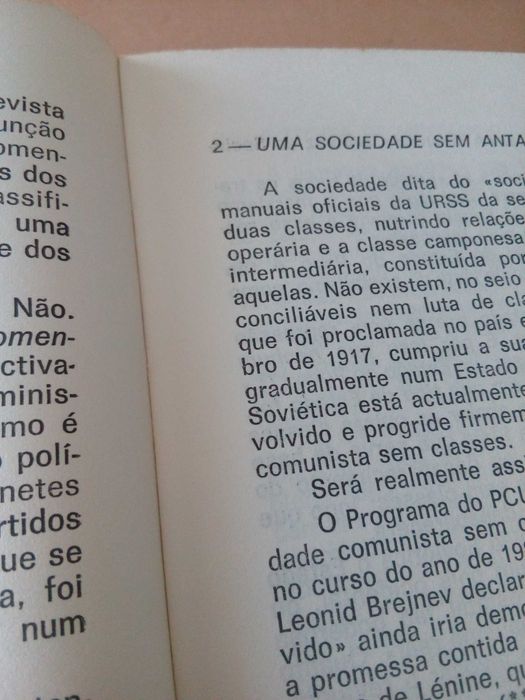 evista
unção
omen-
s dos
assifi-
uma
e dos
Não.
omen-
ctiva-
minis-
mo é
polí-
netes
rtidos
que se
a, foi
num
2 — UMA SOCIEDADE SEM ANTA
A sociedade dita do «soci
manuais oficiais da URSS da se
duas classes, nutrindo relaçõe
operária e a classe camponesa
intermediária, constituída por
aquelas. Não existem, no seio
conciliáveis nem luta de cla
que foi proclamada no país e
bro de 1917, cumpriu a sua
gradualmente num Estado
Soviética está actualmente
volvido e progride firmem
comunista sem classes.
Será realmente assi
O Programa do PCU
dade comunista sem c
no curso do ano de 19
Leonid Brejnev declar
vido» ainda iria demo
a promessa contida
de Lénine, qu